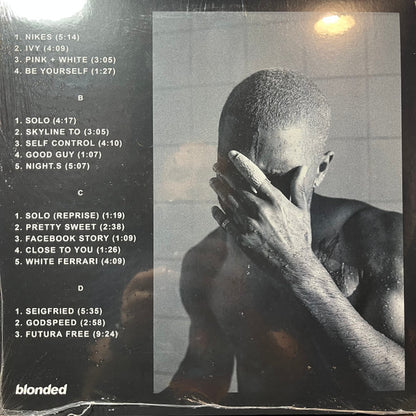 1. NIKES (5:14)
2. IVY (4:09)
3. PINK + WHITE (3:05)
4. BE YOURSELF (1:27)
B
1. SOLO (4:17)
2. SKYLINE TO (3:05)
3. SELF CONTROL (4:10)
4. GOOD GUY (1:07)
5. NIGHT.S (5:07)
C
1. SOLO (REPRISE) (1:19)
2. PRETTY SWEET (2:38)
3. FACEBOOK STORY (1:09)
4. CLOSE TO YOU (1:26)
5. WHITE FERRARI (4:09)
D
1. SEIGFRIED (5:35)
2. GODSPEED (2:58)
3. FUTURA FREE (9:24)
blonded